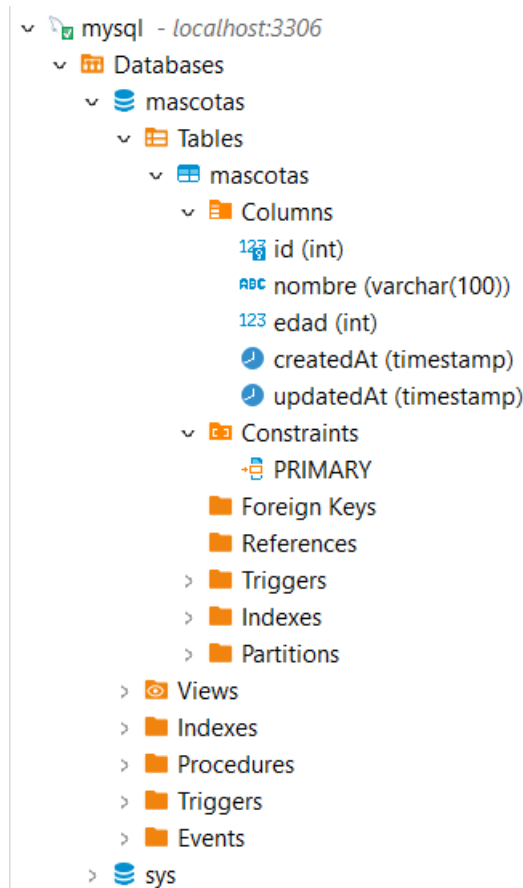 mysql - localhost:3306
Databases
mascotas
Tables
mascotas
Columns
123 id (int)
ABC nombre (varchar(100))
123 edad (int)
createdAt (timestamp)
updatedAt (timestamp)
Constraints
PRIMARY
Foreign Keys
References
Triggers
Indexes
Partitions
Views
Indexes
Procedures
Triggers
Events
sys